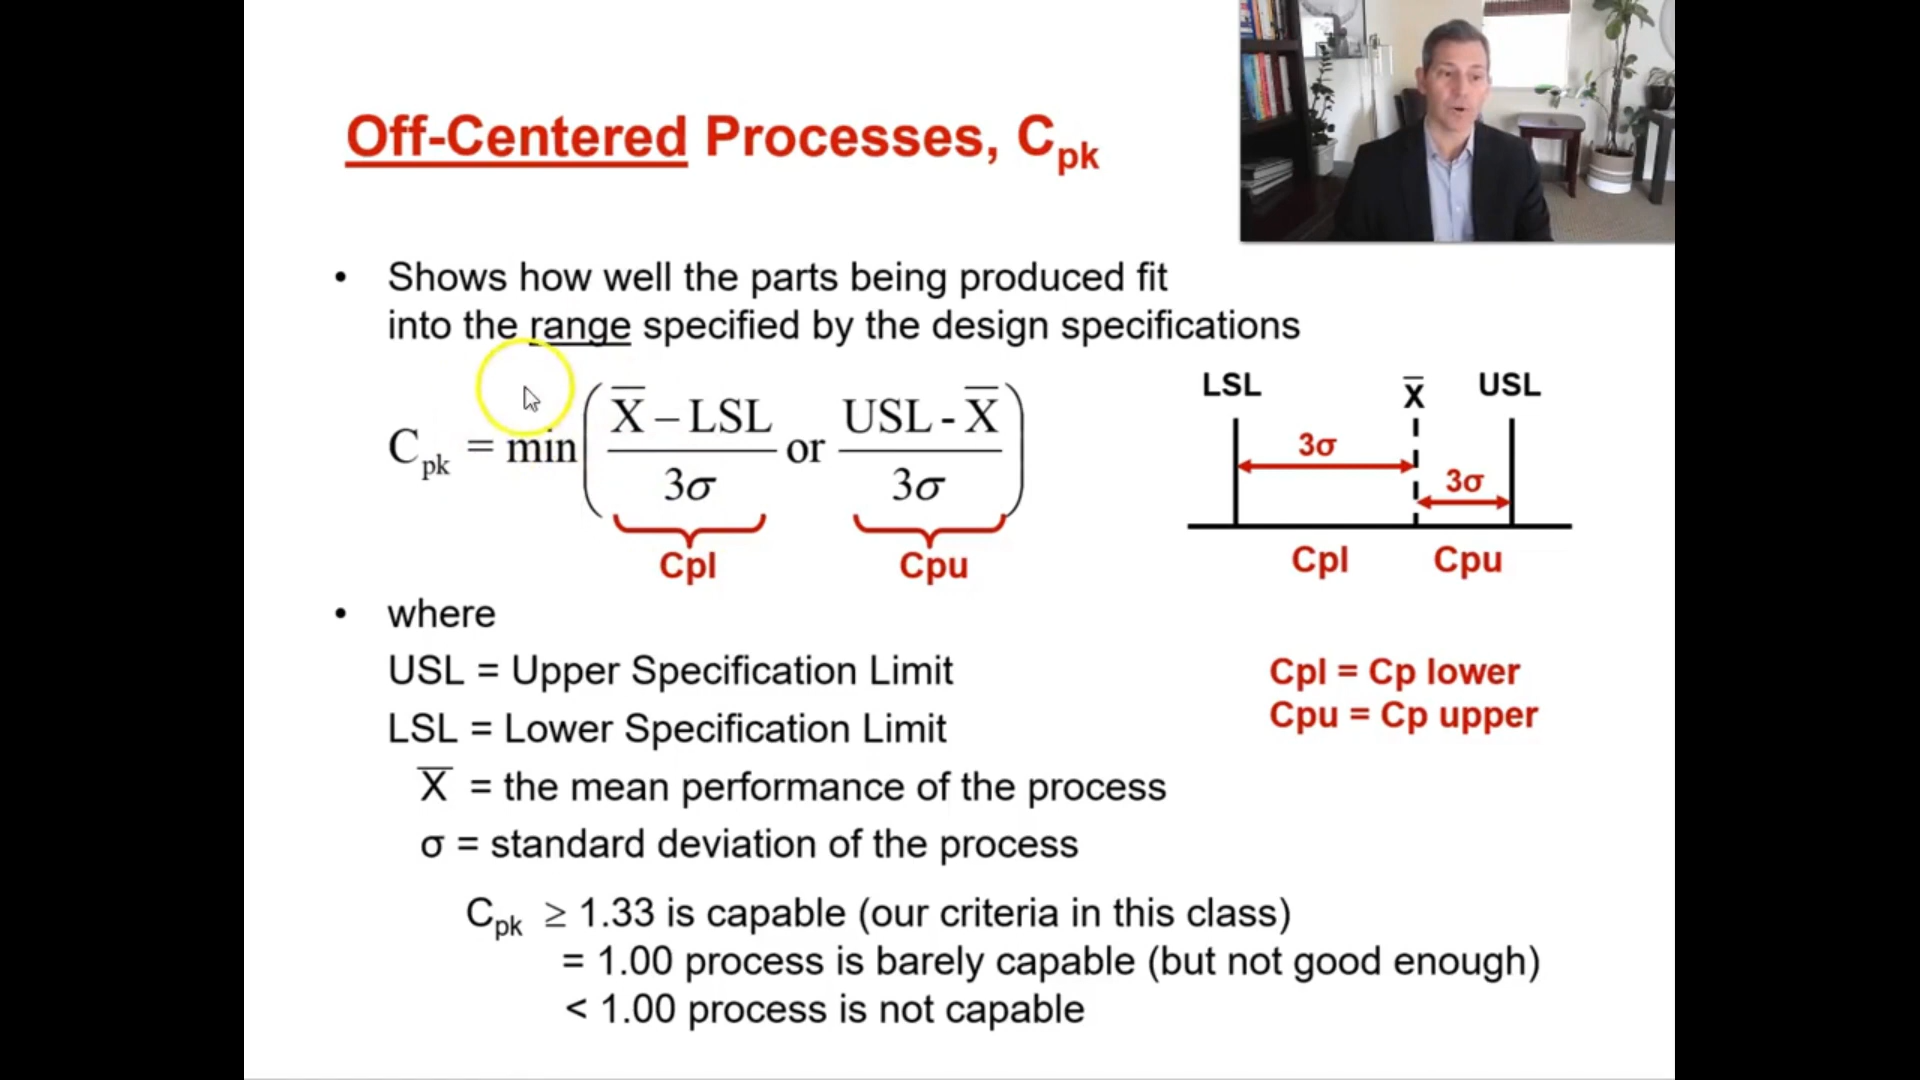 Off-Centered Processes, Cpk
• Shows how well the parts being produced fit
into the range specified by the design specifications
Cpk = min( X̅ – LSL / 3σ or USL - X̅ / 3σ )
Cpl Cpu
LSL X̅ USL
3σ
3σ
Cpl Cpu
• where
USL = Upper Specification Limit
LSL = Lower Specification Limit
X̅ = the mean performance of the process
σ = standard deviation of the process
Cpl = Cp lower
Cpu = Cp upper
Cpk ≥ 1.33 is capable (our criteria in this class)
= 1.00 process is barely capable (but not good enough)
< 1.00 process is not capable